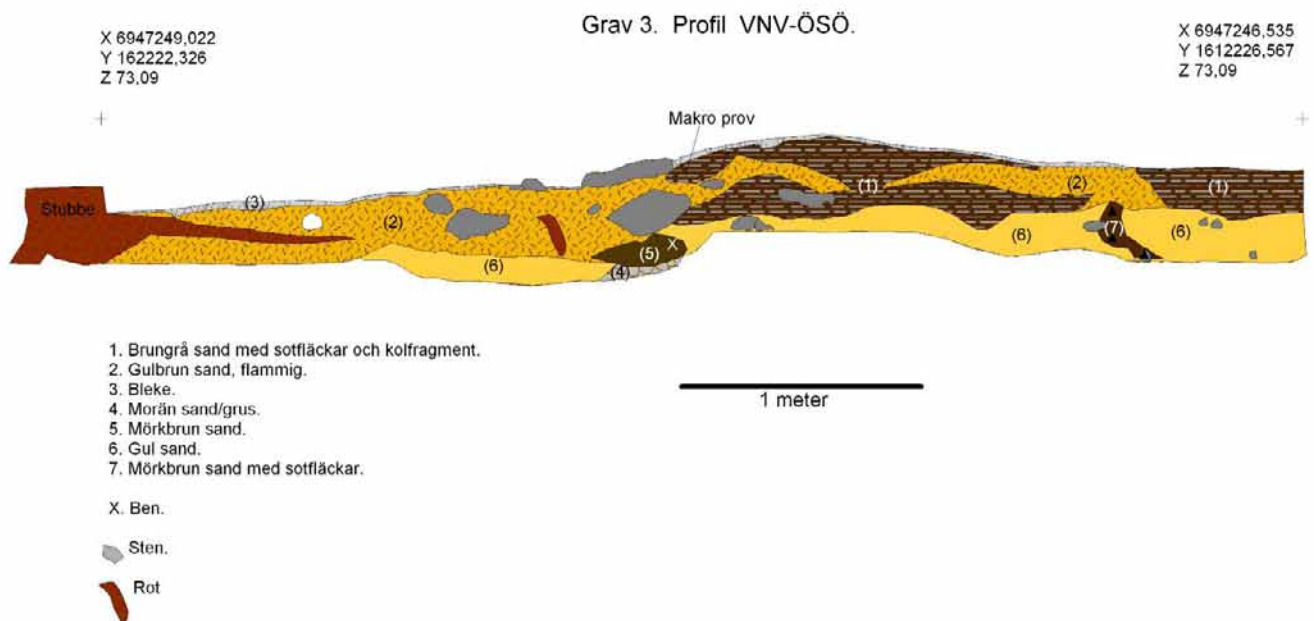 Grav 3. Profil VNV-ÖSÖ.
X 6947249,022
Y 162222,326
Z 73,09
X 6947246,535
Y 1612226,567
Z 73,09
Makro prov
Stubbe
(3)
(2)
(1)
(2)
(1)
(6)
(5)
X
(4)
(6)
(7)
(6)
1. Brungrå sand med sotfläckar och kolfragment.
2. Gulbrun sand, flammig.
3. Bleke.
4. Morän sand/grus.
5. Mörkbrun sand.
6. Gul sand.
7. Mörkbrun sand med sotfläckar.
X. Ben.
Sten.
Rot
1 meter